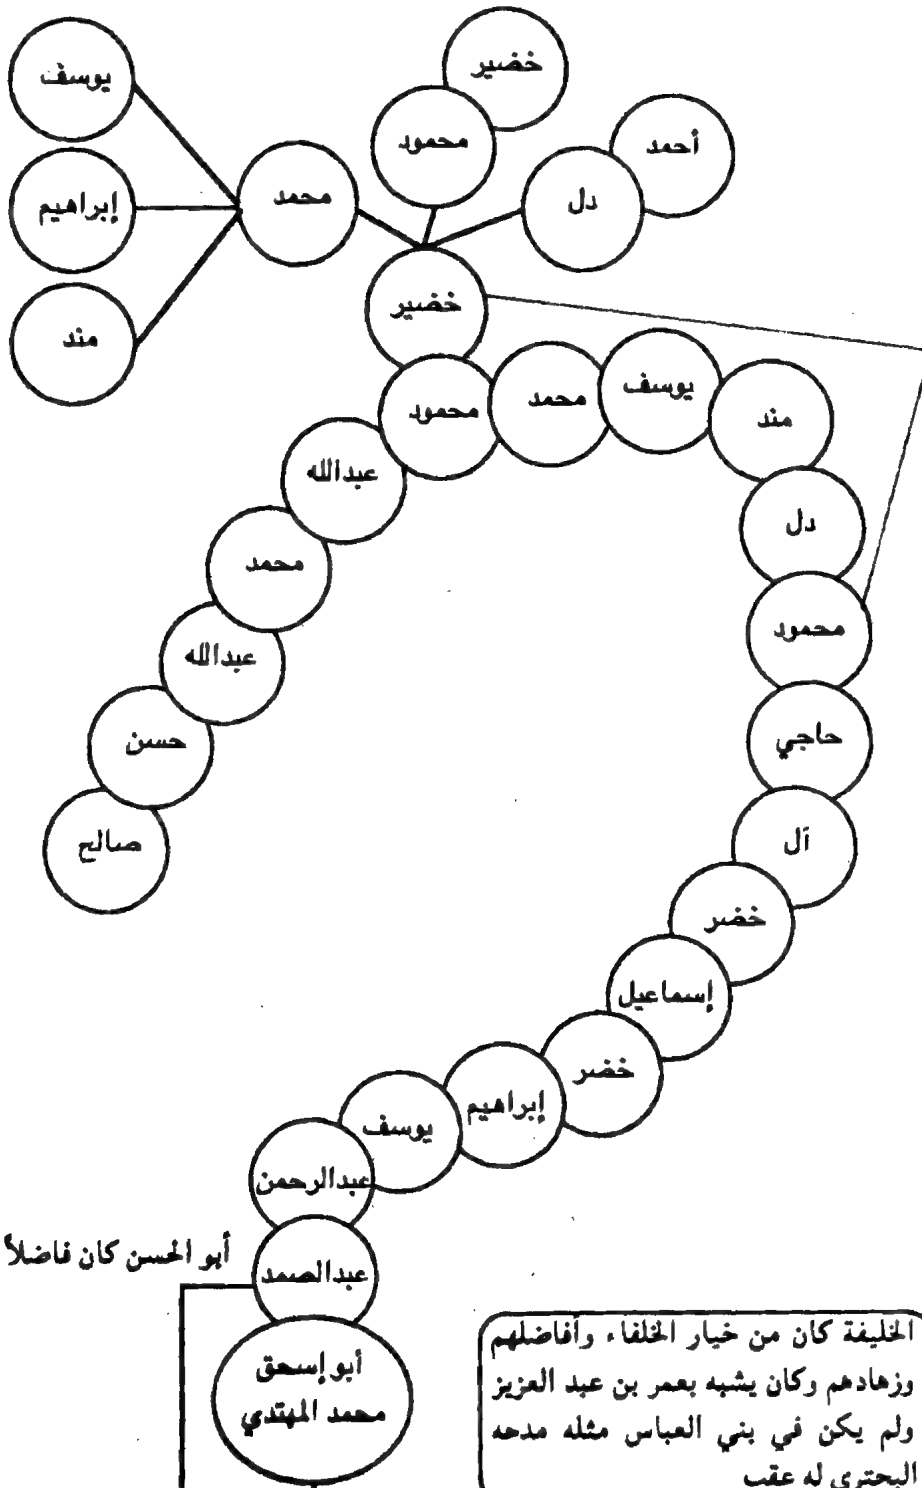 خضير
يوسف
أحمد
محمود
إبراهيم
محمد
دل
خضير
مند
يوسف
محمد
محمود
مند
عبدالله
دل
محمد
محمود
عبدالله
حاجي
حسن
آل
صالح
خضر
إسماعيل
خضر
إبراهيم
يوسف
عبدالرحمن
أبو الحسن كان فاضلاً
عبدالصمد
أبو إسحق
محمد المهتدي
الخليفة كان من خيار الخلفاء وأفاضلهم
وزهادهم وكان يشبه بعمر بن عبد العزيز
ولم يكن في بني العباس مثله مدحه
البحتري له عقب